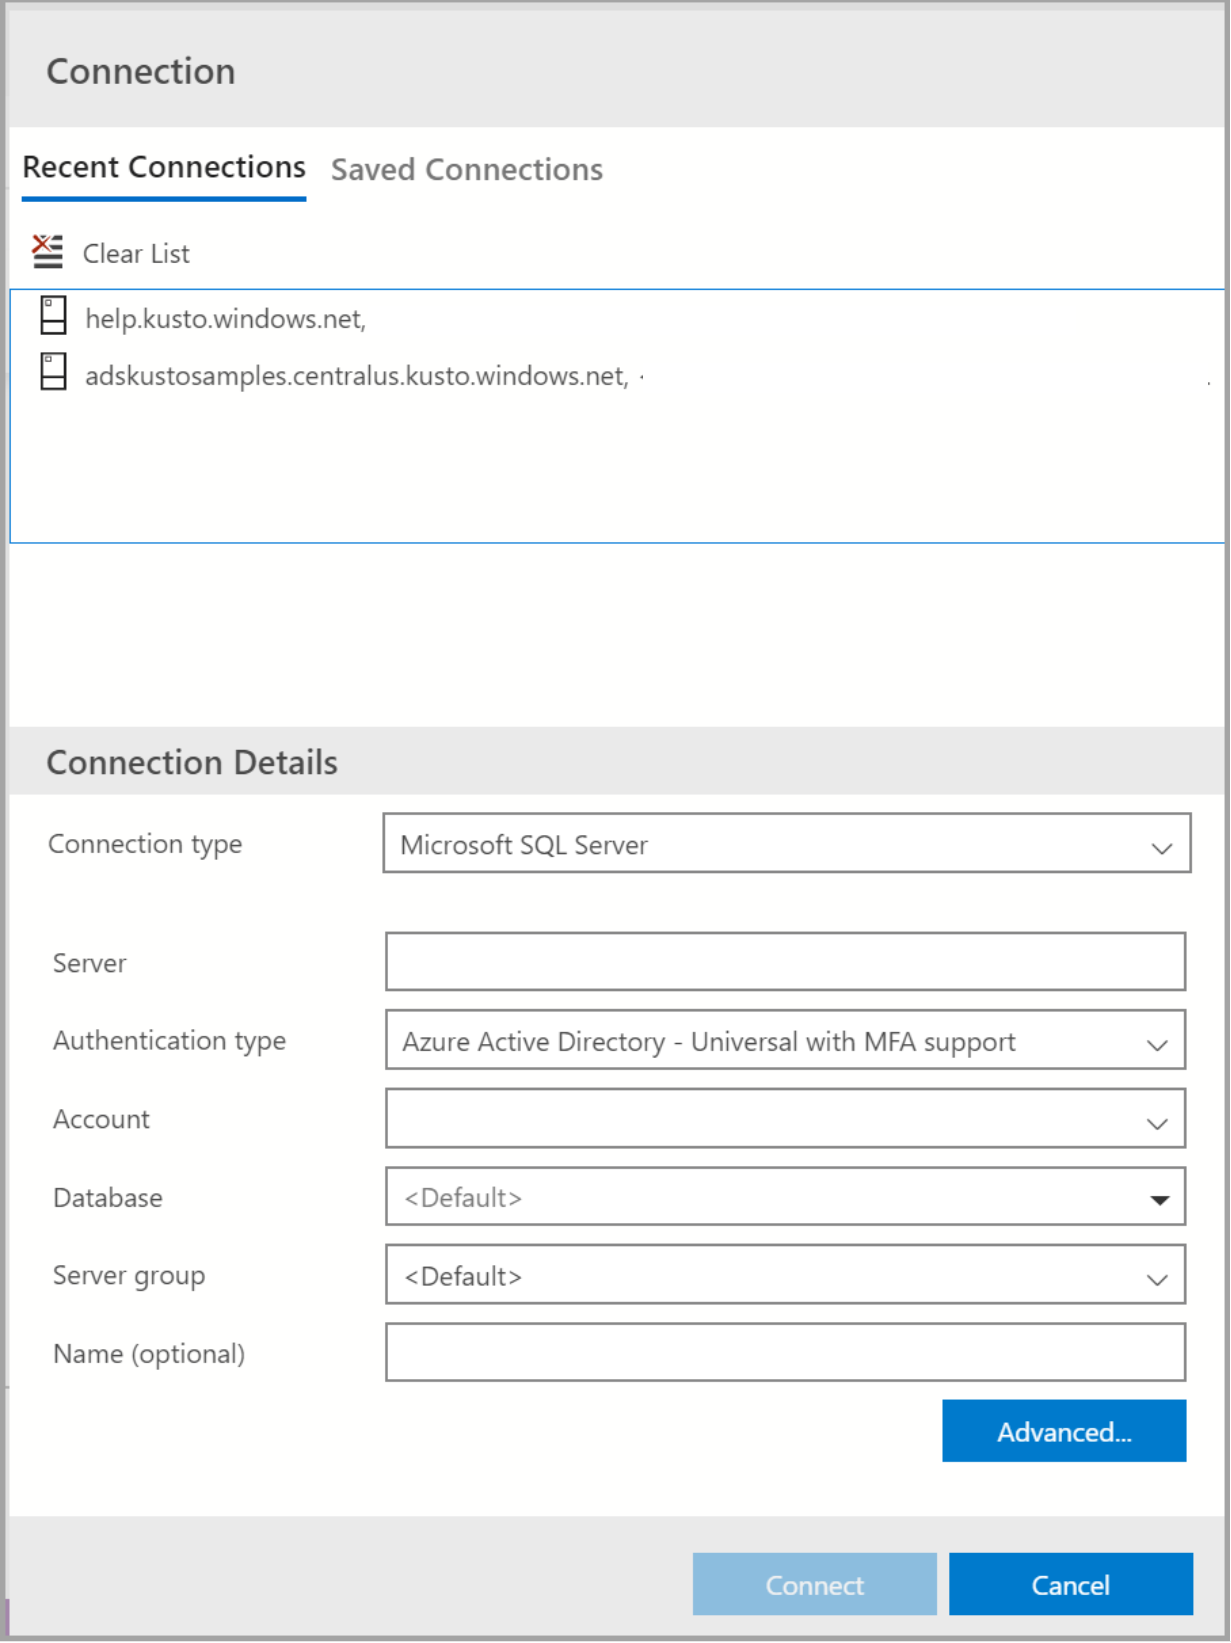 Connection
Recent Connections Saved Connections
Clear List
help.kusto.windows.net,
adskustosamples.centralus.kusto.windows.net,
Connection Details
Connection type Microsoft SQL Server
Server
Authentication type Azure Active Directory - Universal with MFA support
Account
Database <Default>
Server group <Default>
Name (optional)
Advanced...
Connect Cancel